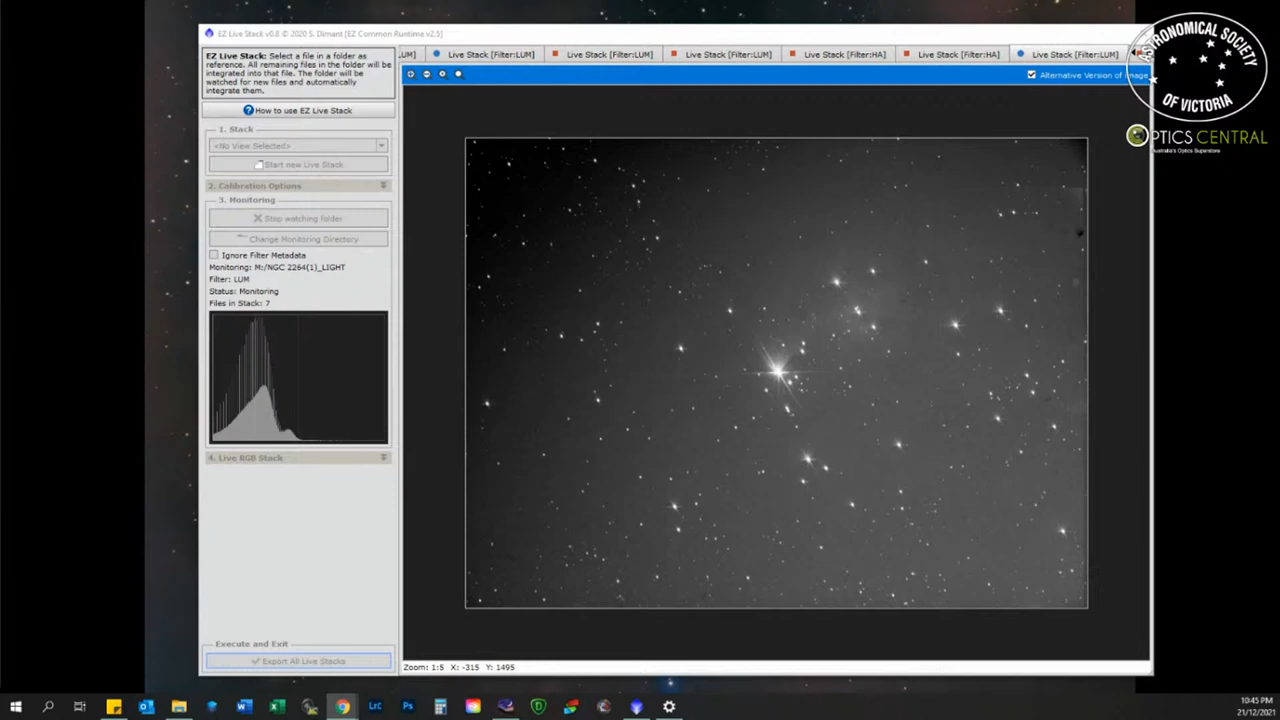 EZ Live Stack v0.8 © 2020 S. Dimant [EZ Common Runtime v2.5]
EZ Live Stack: Select a file in a folder as
reference. All remaining files in the folder will be
integrated into that file. The folder will be
watched for new files and automatically
integrate them.
How to use EZ Live Stack
1. Stack
<No View Selected>
Start new Live Stack
2. Calibration Options
3. Monitoring
Stop watching folder
Change Monitoring Directory
Ignore Filter Metadata
Monitoring: M:/NGC 2264(1)_LIGHT
Filter: LUM
Status: Monitoring
Files in Stack: 7
4. Live RGB Stack
Execute and Exit
Export All Live Stacks
.UM] Live Stack [Filter:LUM] Live Stack [Filter:LUM] Live Stack [Filter:LUM] Live Stack [Filter:HA] Live Stack [Filter:HA] Live Stack [Filter:LUM]
Alternative Version of Image
Zoom: 1:5 X: -315 Y: 1495
ASTRONOMICAL SOCIETY
OF VICTORIA
OPTICS CENTRAL
Australia's Optics Superstore
LrC
Ps
10:45 PM
21/12/2021